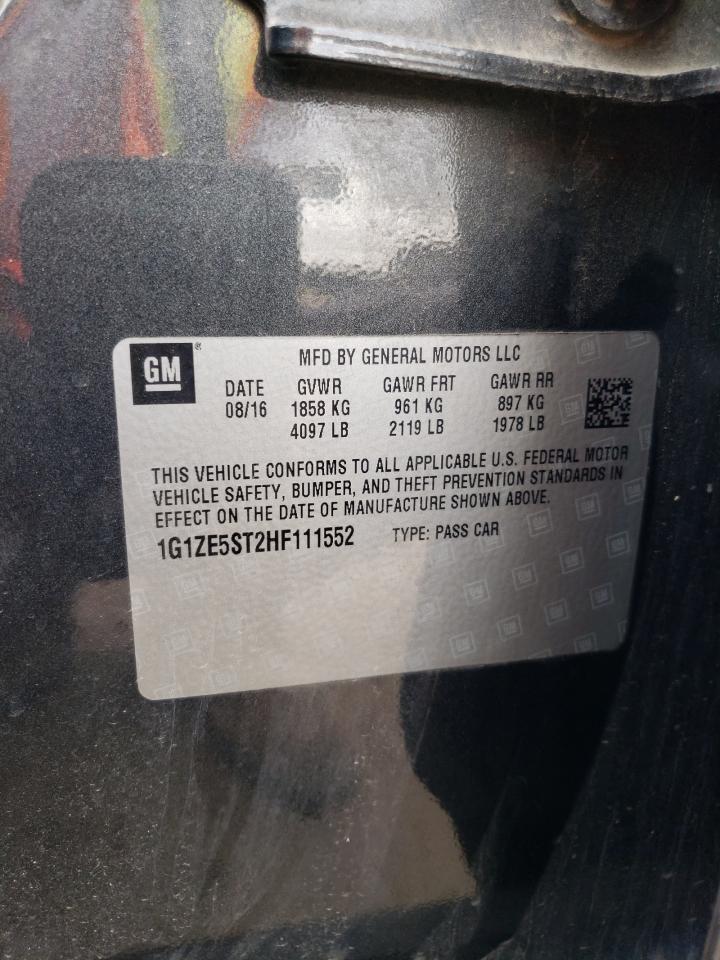 GM®
MFD BY GENERAL MOTORS LLC
DATE GVWR GAWR FRT GAWR RR
08/16 1858 KG 961 KG 897 KG
4097 LB 2119 LB 1978 LB
THIS VEHICLE CONFORMS TO ALL APPLICABLE U.S. FEDERAL MOTOR
VEHICLE SAFETY, BUMPER, AND THEFT PREVENTION STANDARDS IN
EFFECT ON THE DATE OF MANUFACTURE SHOWN ABOVE.
1G1ZE5ST2HF111552 TYPE: PASS CAR